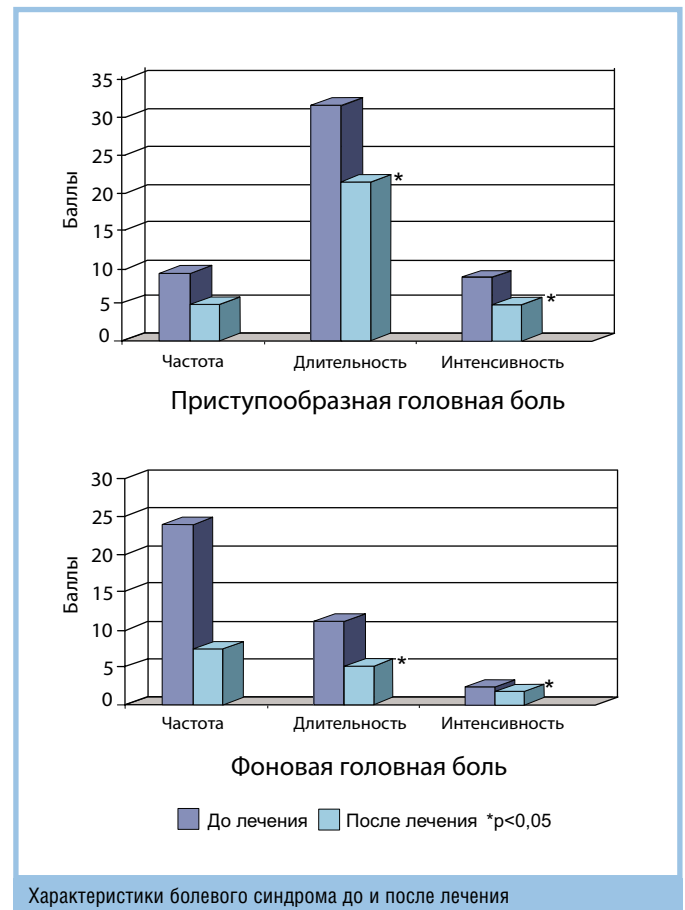 35
30
25
20
15
10
5
0
Баллы
*
*
Частота Длительность Интенсивность
Приступообразная головная боль
30
25
20
15
10
5
0
Баллы
*
*
Частота Длительность Интенсивность
Фоновая головная боль
До лечения После лечения *p<0,05
Характеристики болевого синдрома до и после лечения